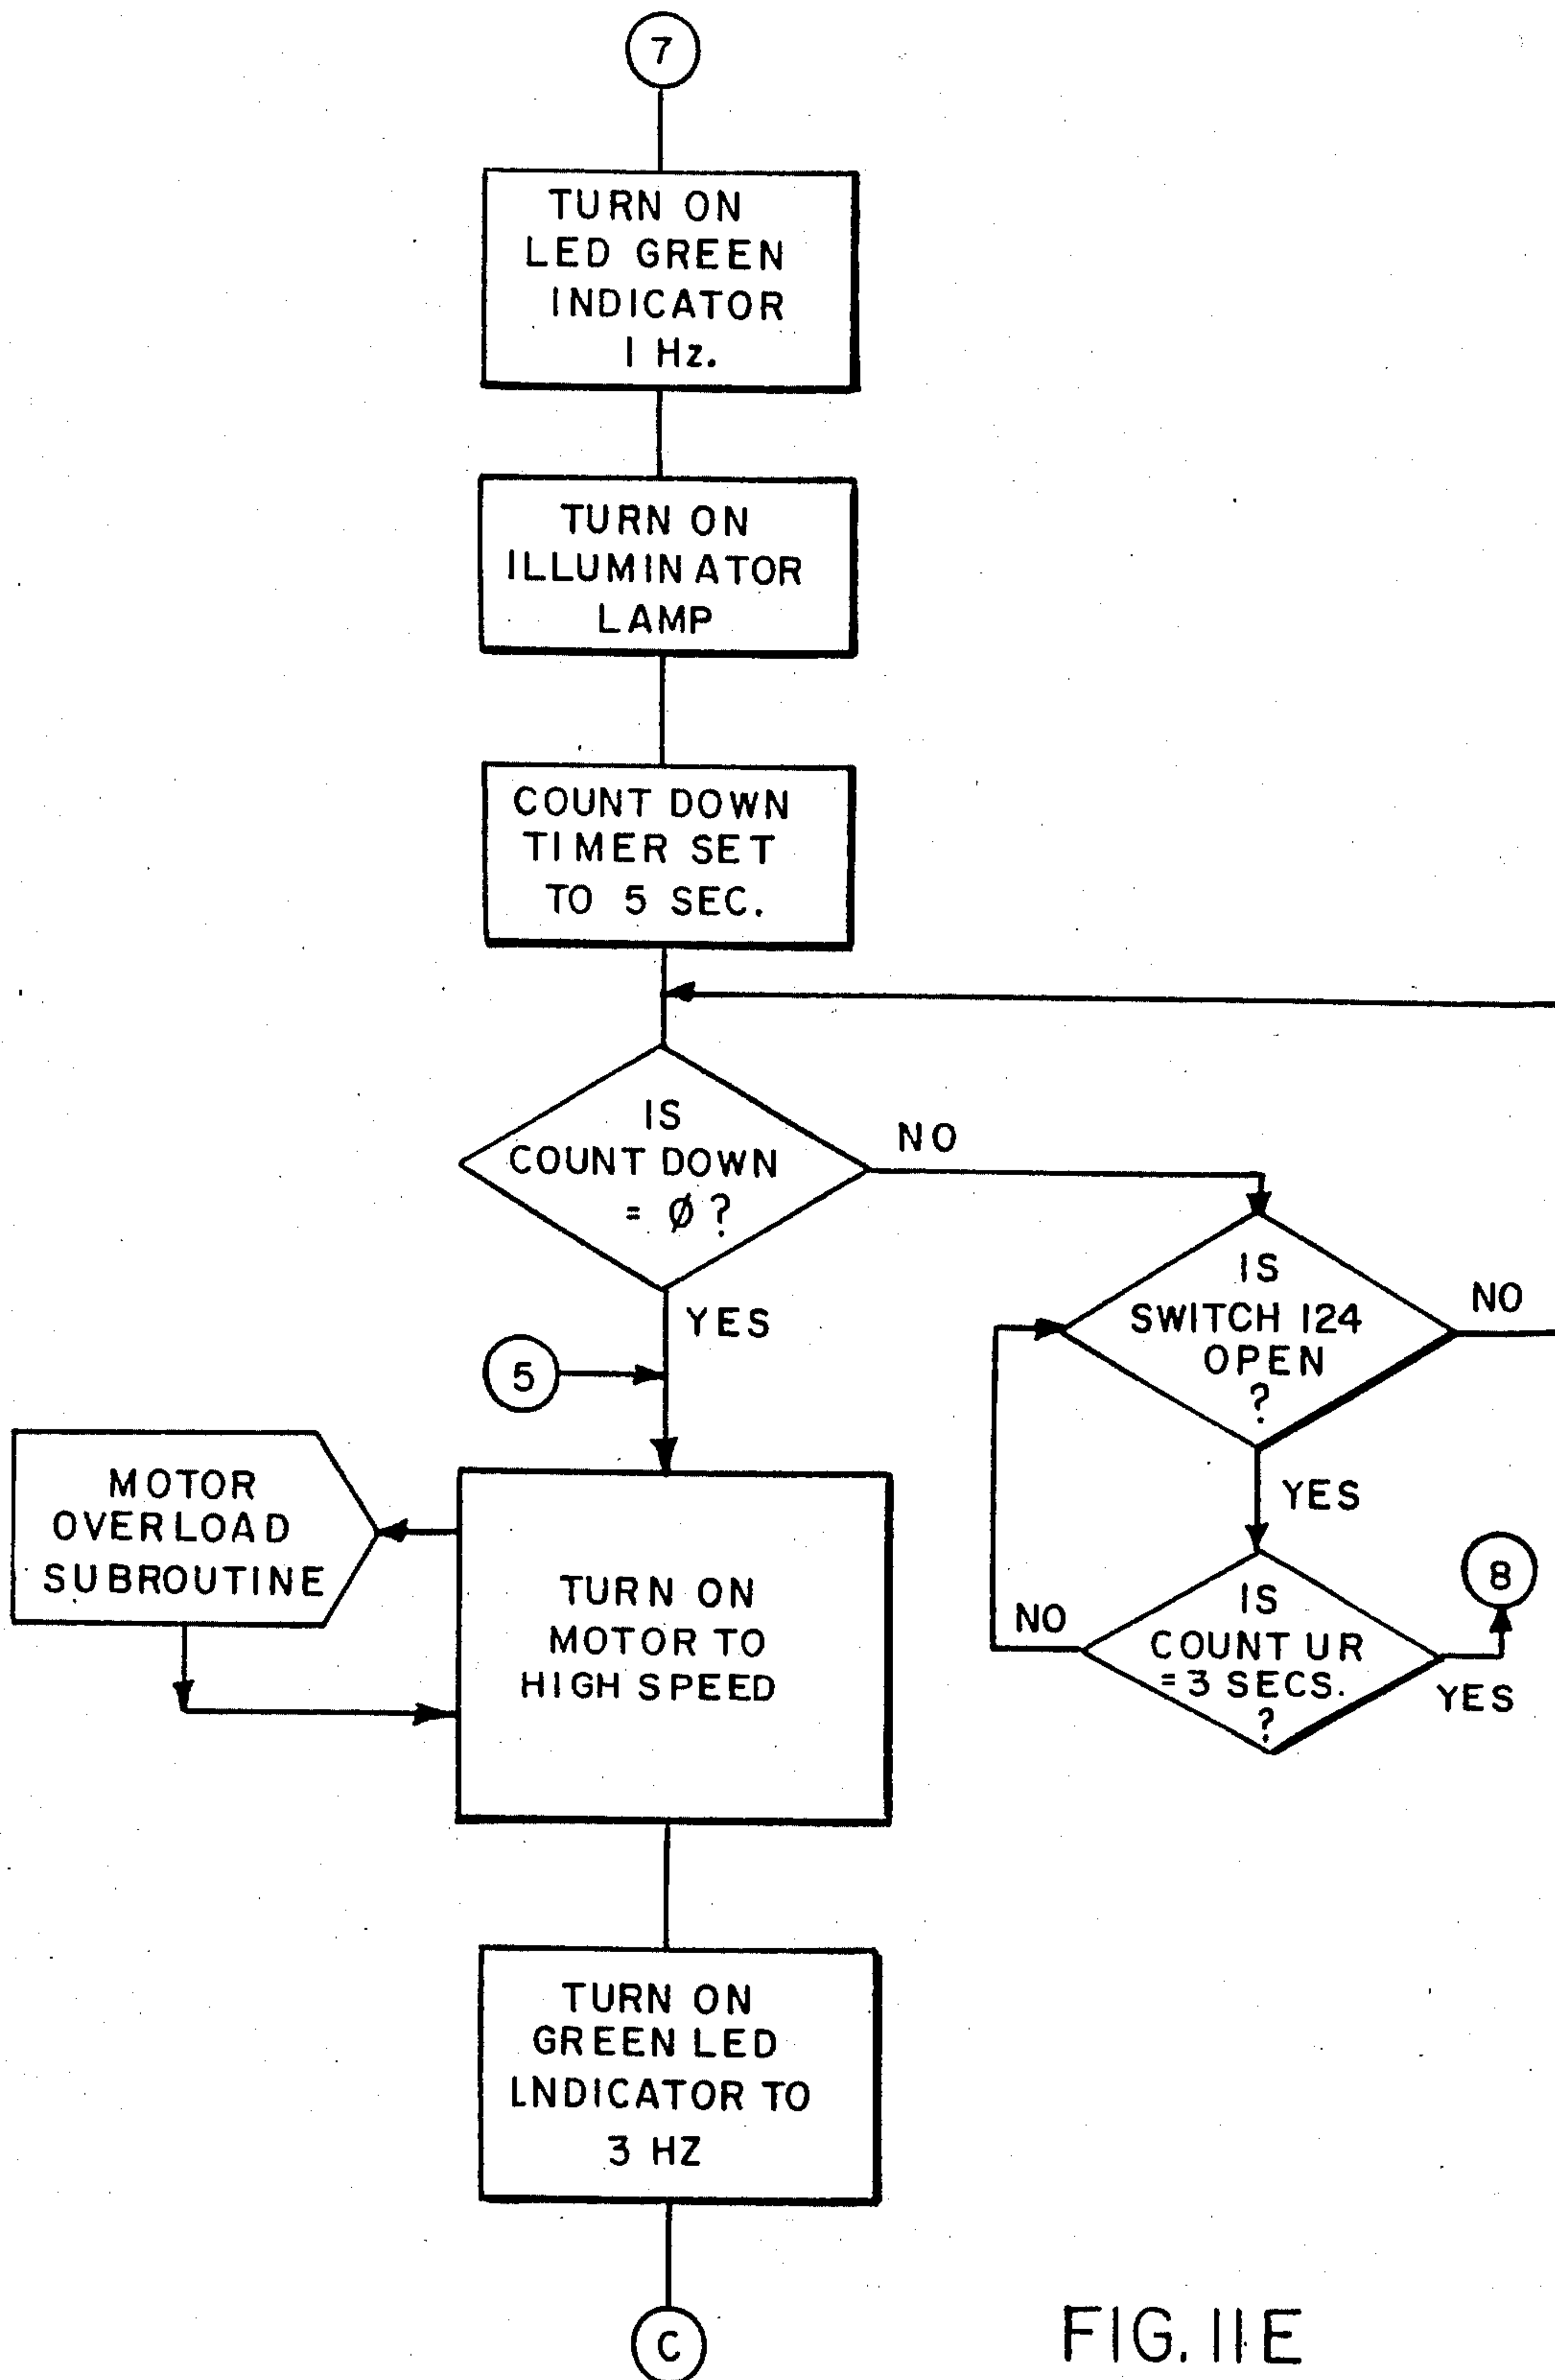 7
TURN ON
LED GREEN
INDICATOR
1 Hz.
TURN ON
ILLUMINATOR
LAMP
COUNT DOWN
TIMER SET
TO 5 SEC.
IS
COUNT DOWN
= Ø ?
NO
YES
IS
SWITCH 124
OPEN
?
NO
YES
5
MOTOR
OVERLOAD
SUBROUTINE
TURN ON
MOTOR TO
HIGH SPEED
IS
COUNT UR
=3 SECS.
?
NO
YES
8
TURN ON
GREEN LED
LNDICATOR TO
3 HZ
C
FIG. 11E